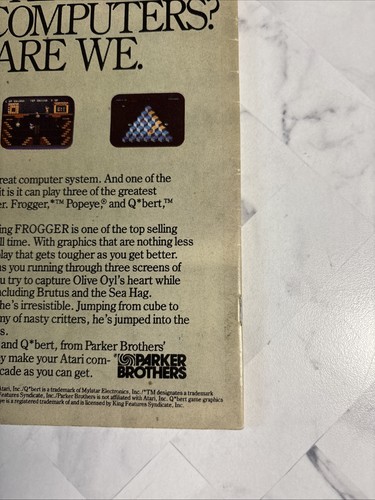 COMPUTERS?
ARE WE.
reat computer system. And one of the
it is it can play three of the greatest
er. Frogger,*™ Popeye,® and Q*bert,™
ing FROGGER is one of the top selling
ll time. With graphics that are nothing less
play that gets tougher as you get better.
as you running through three screens of
u try to capture Olive Oyl's heart while
ncluding Brutus and the Sea Hag.
he's irresistible. Jumping from cube to
ny of nasty critters, he's jumped into the
s.
and Q*bert, from Parker Brothers'
y make your Atari com-
cade as you can get.
PARKER
BROTHERS
Atari, Inc./Q*bert is a trademark of Mylstar Electronics, Inc./*TM designates a trademark
Features Syndicate, Inc./Parker Brothers is not affiliated with Atari, Inc. Q*bert game graphics
ye is a registered trademark of and is licensed by King Features Syndicate, Inc.